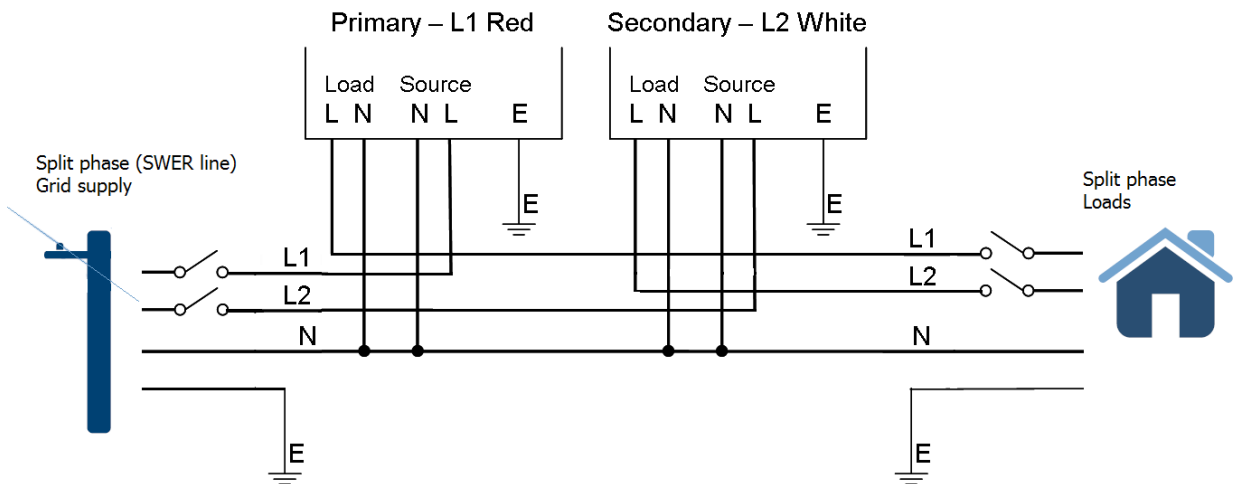 Primary – L1 Red
Secondary – L2 White
Load Source
L N N L E
Load Source
L N N L E
Split phase (SWER line)
Grid supply
E
E
Split phase
Loads
L1
L1
L2
L2
N
N
E
E